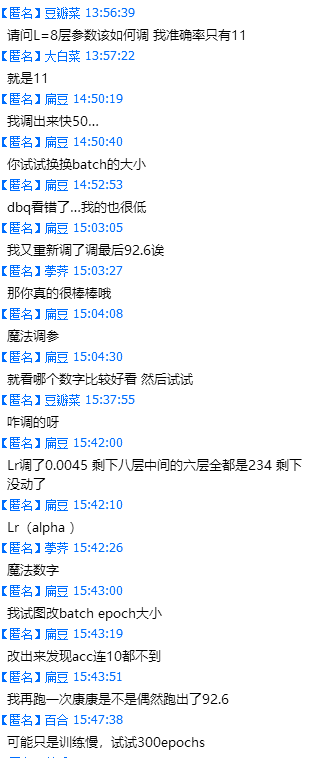 【匿名】豆瓣菜 13:56:39
请问L=8层参数该如何调 我准确率只有11
【匿名】大白菜 13:57:22
就是11
【匿名】扁豆 14:50:19
我调出来快50...
【匿名】扁豆 14:50:40
你试试换换batch的大小
【匿名】扁豆 14:52:53
dbq看错了...我的也很低
【匿名】扁豆 15:03:05
我又重新调了调最后92.6诶
【匿名】荸荠 15:03:27
那你真的很棒棒哦
【匿名】扁豆 15:04:08
魔法调参
【匿名】扁豆 15:04:30
就看哪个数字比较好看 然后试试
【匿名】豆瓣菜 15:37:55
咋调的呀
【匿名】扁豆 15:42:00
Lr调了0.0045 剩下八层中间的六层全都是234 剩下
没动了
【匿名】扁豆 15:42:10
Lr（alpha ）
【匿名】荸荠 15:42:26
魔法数字
【匿名】扁豆 15:43:00
我试图改batch epoch大小
【匿名】扁豆 15:43:19
改出来发现acc连10都不到
【匿名】扁豆 15:43:51
我再跑一次康康是不是偶然跑出了92.6
【匿名】百合 15:47:38
可能只是训练慢，试试300epochs